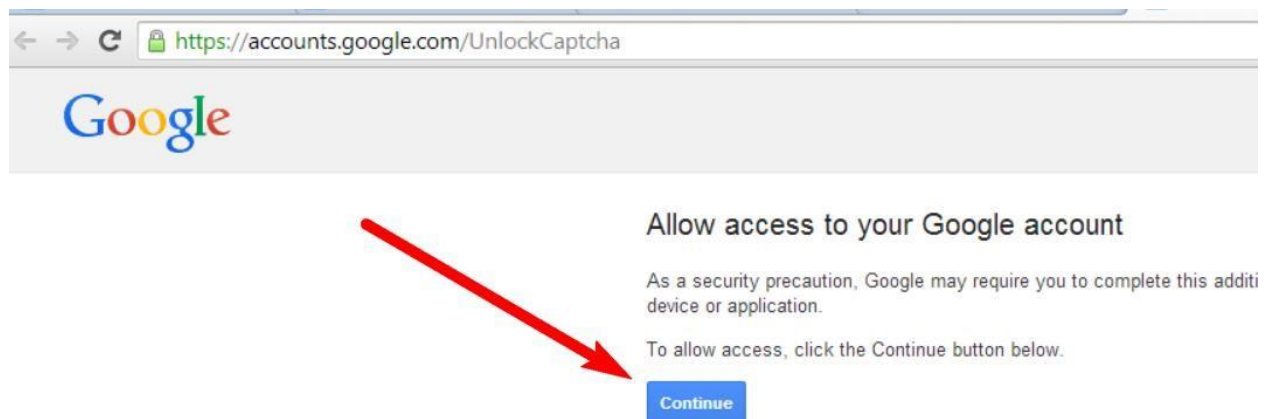 https://accounts.google.com/UnlockCaptcha
Google
Allow access to your Google account
As a security precaution, Google may require you to complete this additi
device or application.
To allow access, click the Continue button below.
Continue